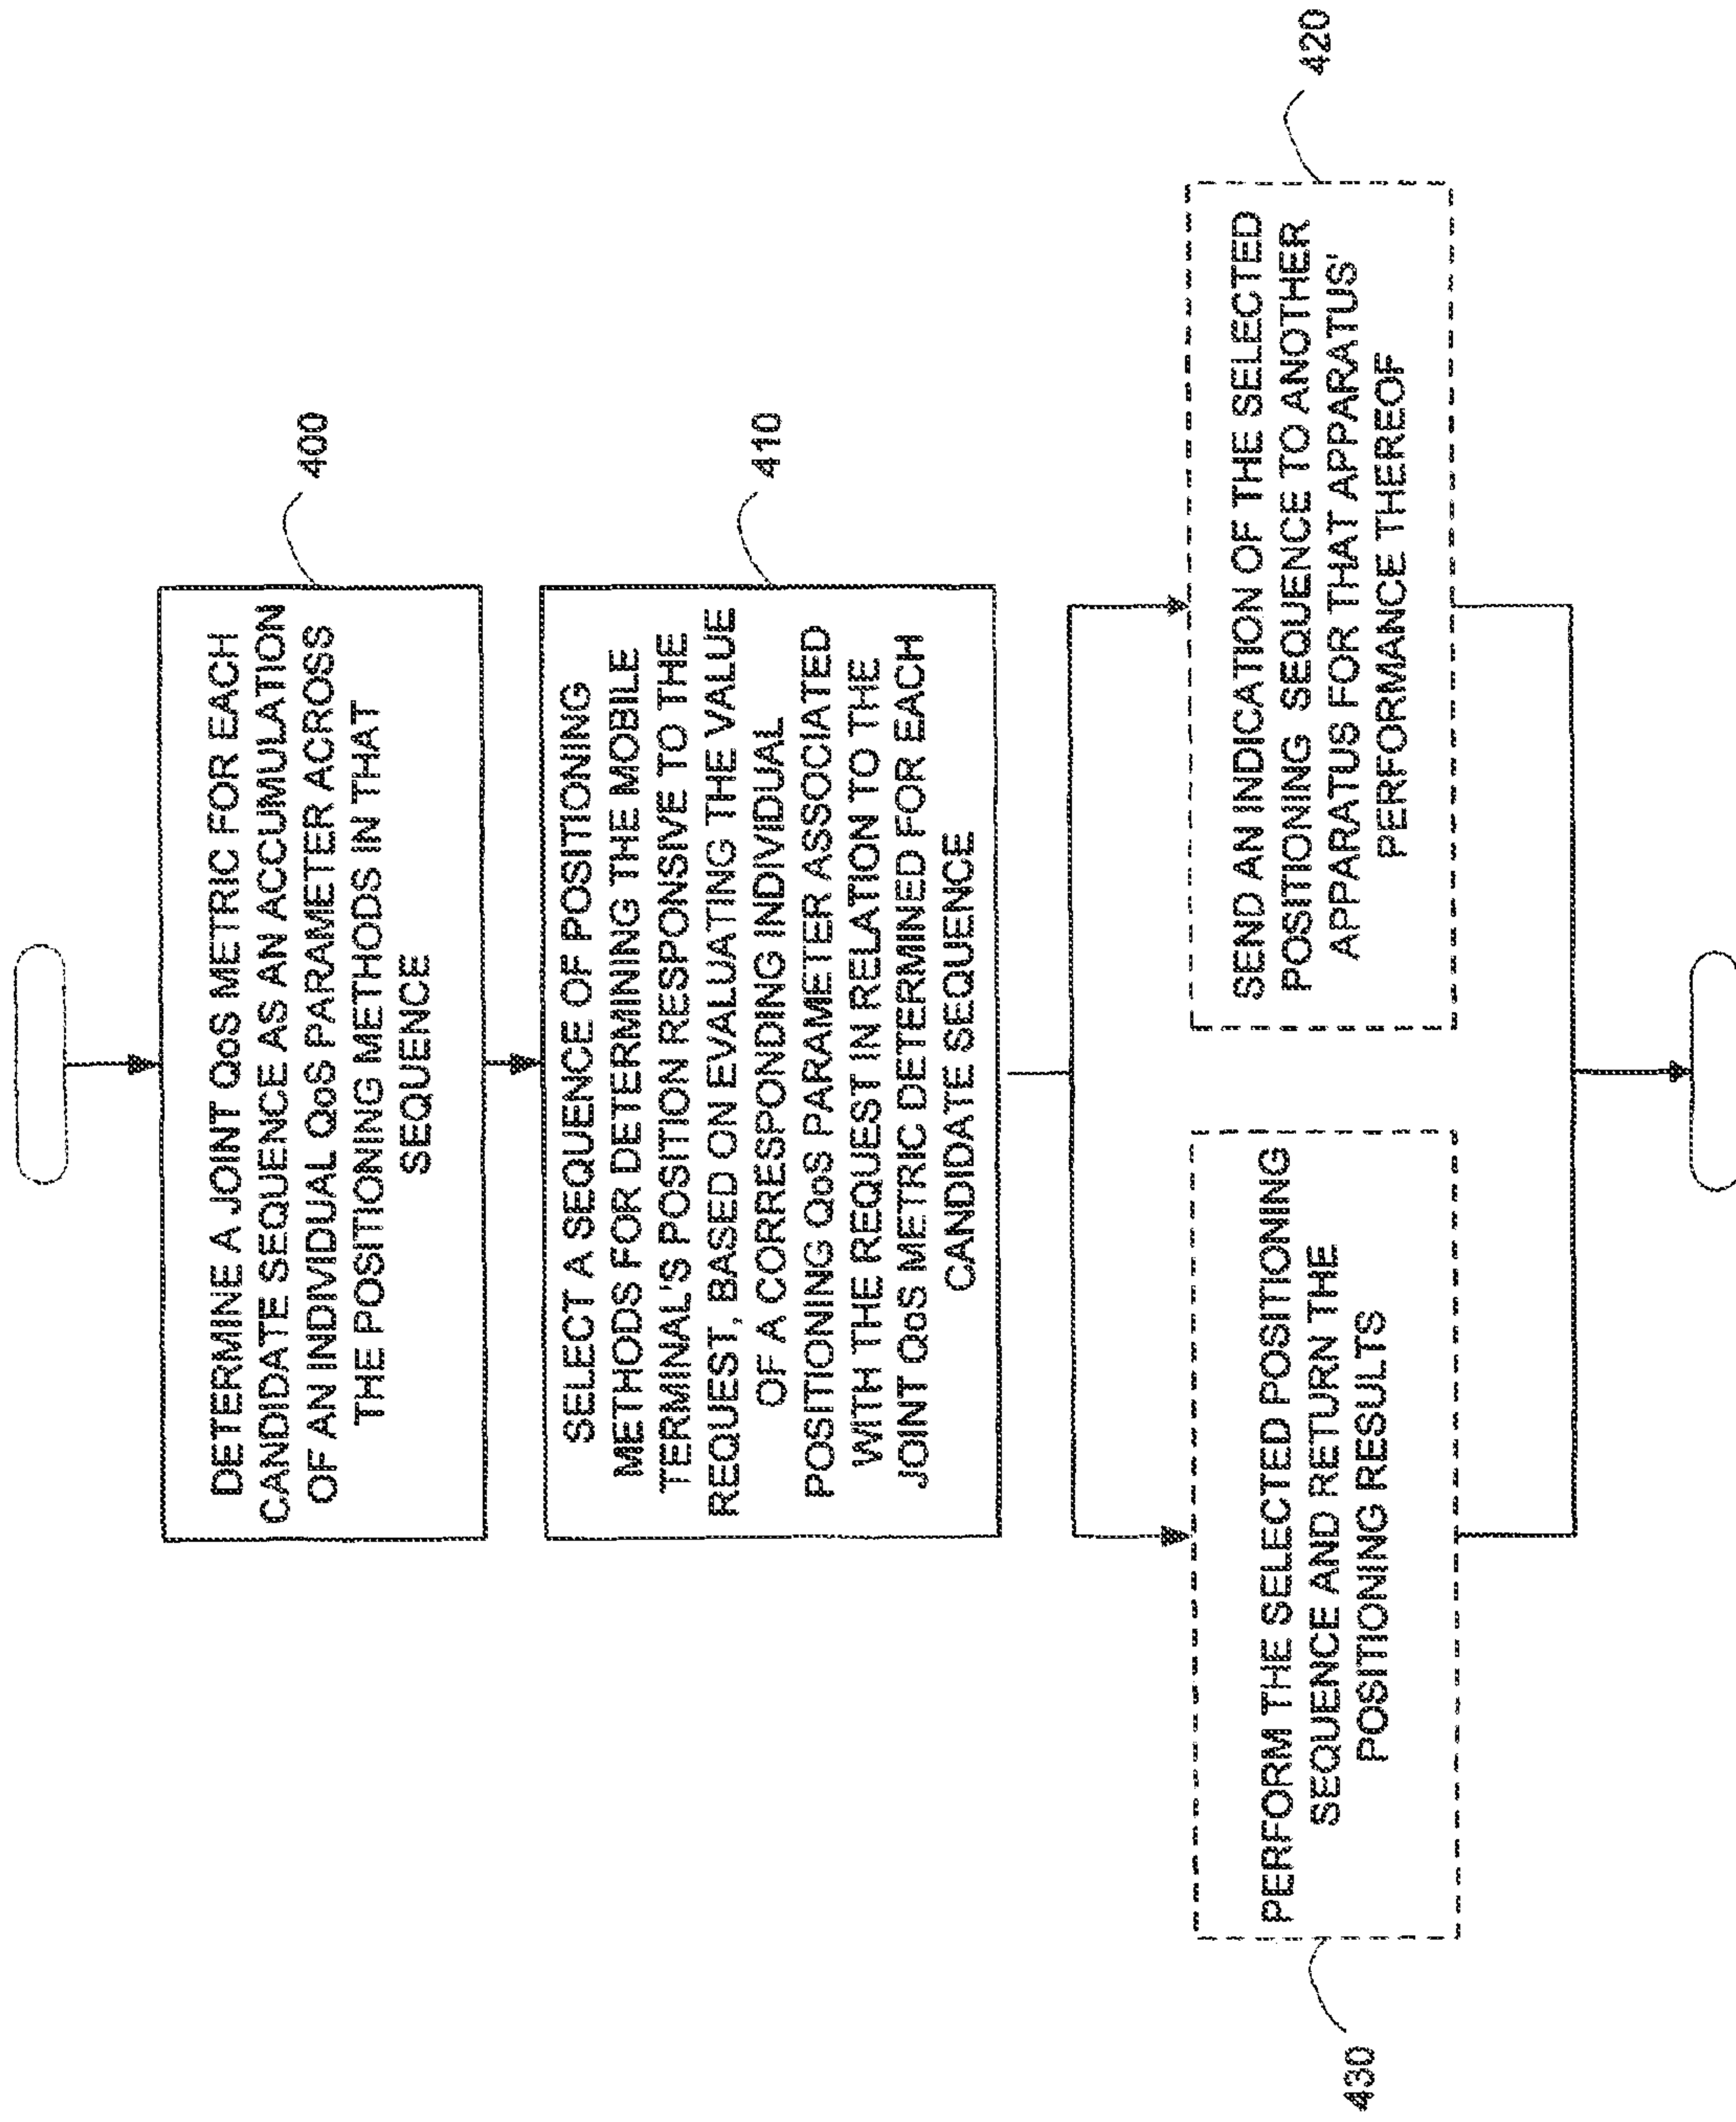 DETERMINE A JOINT QoS METRIC FOR EACH
CANDIDATE SEQUENCE AS AN ACCUMULATION
OF AN INDIVIDUAL QoS PARAMETER ACROSS
THE POSITIONING METHODS IN THAT
SEQUENCE
400
SELECT A SEQUENCE OF POSITIONING
METHODS FOR DETERMINING THE MOBILE
TERMINAL'S POSITION RESPONSIVE TO THE
REQUEST, BASED ON EVALUATING THE VALUE
OF A CORRESPONDING INDIVIDUAL
POSITIONING QoS PARAMETER ASSOCIATED
WITH THE REQUEST IN RELATION TO THE
JOINT QoS METRIC DETERMINED FOR EACH
CANDIDATE SEQUENCE
410
PERFORM THE SELECTED POSITIONING
SEQUENCE AND RETURN THE
POSITIONING RESULTS
430
SEND AN INDICATION OF THE SELECTED
POSITIONING SEQUENCE TO ANOTHER
APPARATUS FOR THAT APPARATUS'
PERFORMANCE THEREOF
420